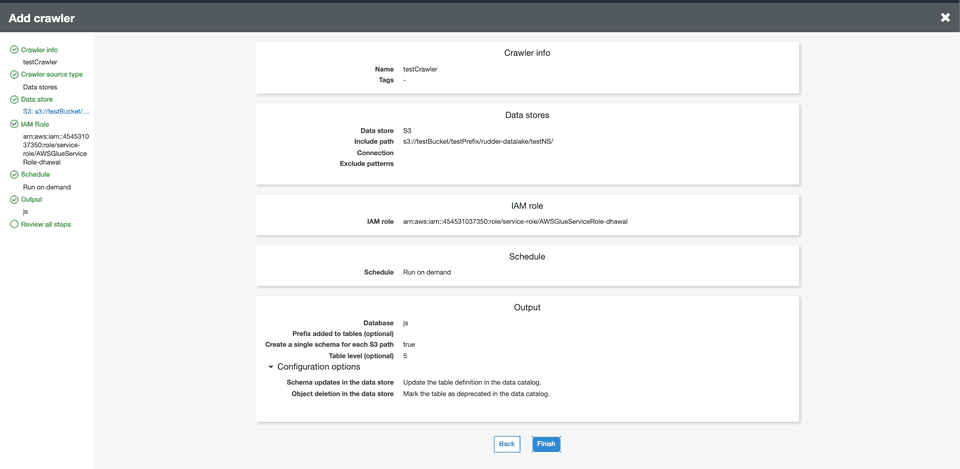 Add crawler
Crawler info
testCrawler
Crawler source type
Data stores
Data store
S3: s3://testBucket/...
IAM Role
arn:aws:iam::4545310
37350:role/service-
role/AWSGlueService
Role-dhawal
Schedule
Run on demand
Output
js
Review all steps
Crawler info
Name testCrawler
Tags -
Data stores
Data store S3
Include path s3://testBucket/testPrefix/rudder-datalake/testNS/
Connection
Exclude patterns
IAM role
IAM role arn:aws:iam::454531037350:role/service-role/AWSGlueServiceRole-dhawal
Schedule
Schedule Run on demand
Output
Database js
Prefix added to tables (optional)
Create a single schema for each S3 path true
Table level (optional) 5
Configuration options
Schema updates in the data store Update the table definition in the data catalog.
Object deletion in the data store Mark the table as deprecated in the data catalog.
Back Finish